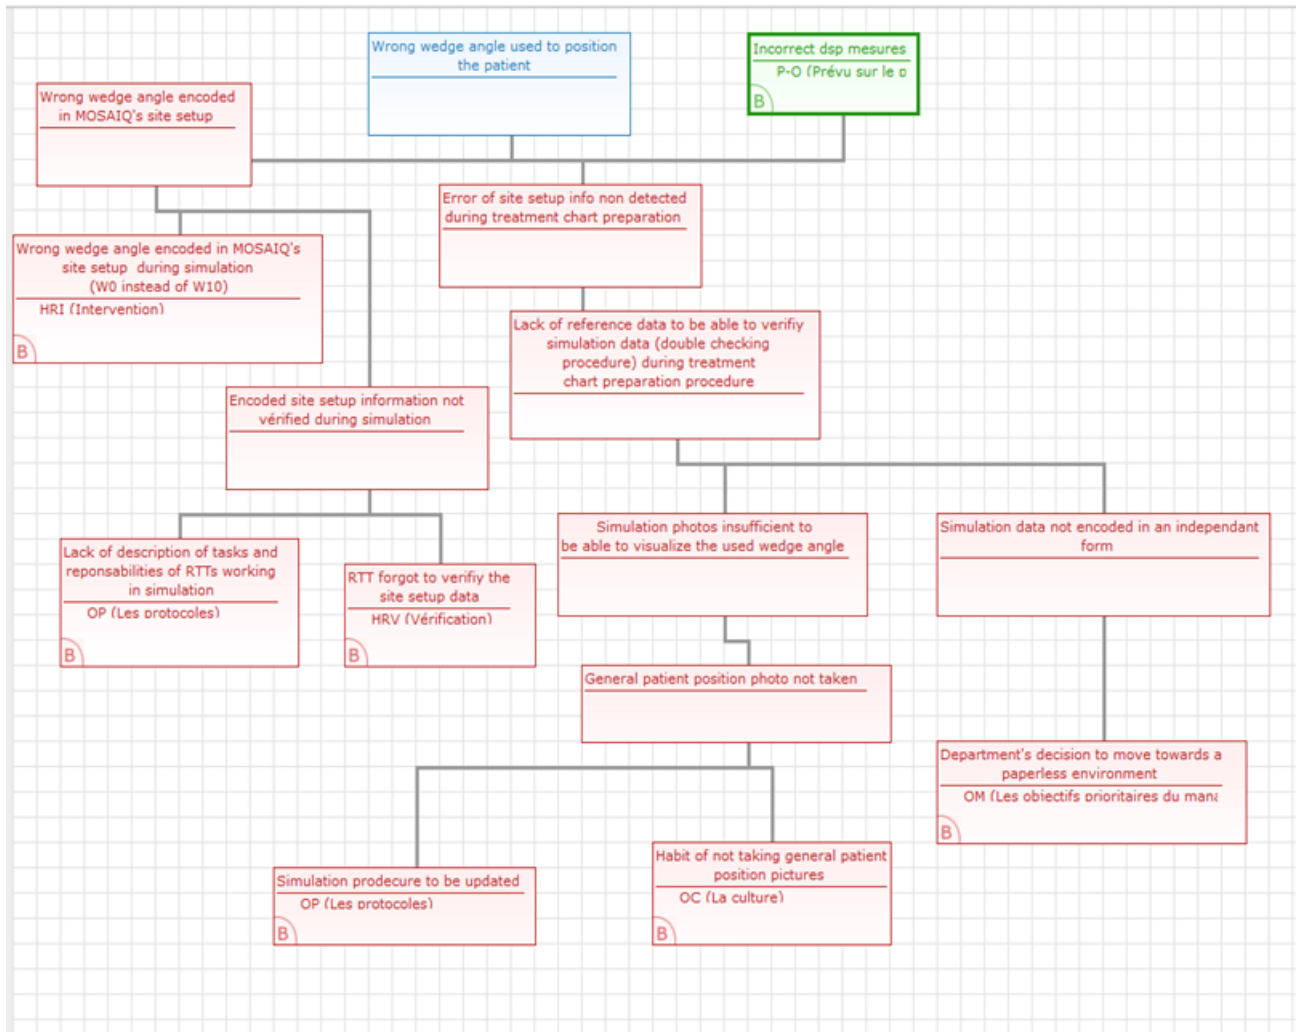 Wrong wedge angle used to position
the patient
Incorrect dsp mesures
P-O (Prévu sur le p
B
Wrong wedge angle encoded
in MOSAIQ's site setup
Error of site setup info non detected
during treatment chart preparation
Wrong wedge angle encoded in MOSAIQ's
site setup during simulation
(W0 instead of W10)
HRI (Intervention)
B
Lack of reference data to be able to verifiy
simulation data (double checking
procedure) during treatment
chart preparation procedure
Encoded site setup information not
vérified during simulation
Simulation photos insufficient to
be able to visualize the used wedge angle
Simulation data not encoded in an independant
form
Lack of description of tasks and
reponsabilities of RTTs working
in simulation
OP (Les protocoles)
B
RTT forgot to verifiy the
site setup data
HRV (Vérification)
B
General patient position photo not taken
Department's decision to move towards a
paperless environment
OM (Les objectifs prioritaires du mana
B
Simulation prodecure to be updated
OP (Les protocoles)
B
Habit of not taking general patient
position pictures
OC (La culture)
B